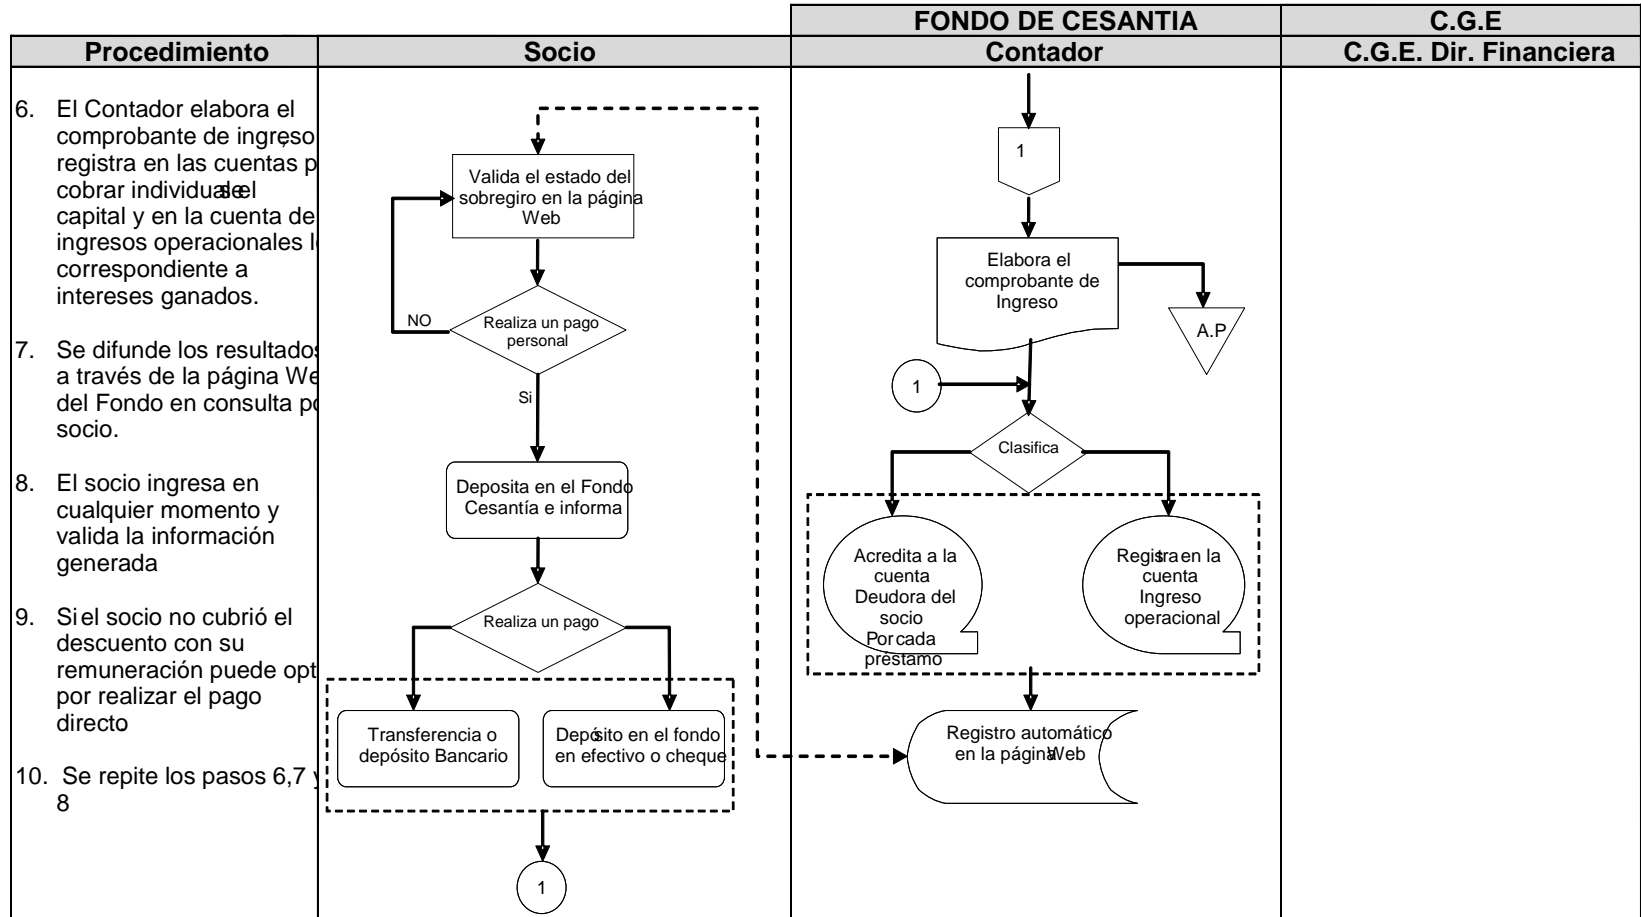 FONDO DE CESANTIA
C.G.E
Procedimiento
Socio
Contador
C.G.E. Dir. Financiera
6. El Contador elabora el
comprobante de ingreso,
registra en las cuentas p
cobrar individuales el
capital y en la cuenta de
ingresos operacionales l
correspondiente a
intereses ganados.
7. Se difunde los resultados
a través de la página We
del Fondo en consulta po
socio.
8. El socio ingresa en
cualquier momento y
valida la información
generada
9. Si el socio no cubrió el
descuento con su
remuneración puede opt
por realizar el pago
directo.
10. Se repite los pasos 6,7 y
8
Valida el estado del
sobregiro en la página
Web
NO
Realiza un pago
personal
Si
Deposita en el Fondo
Cesantía e informa
Realiza un pago
Transferencia o
depósito Bancario
Depósito en el fondo
en efectivo o cheque
1
1
Elabora el
comprobante de
Ingreso
A.P
1
Clasifica
Acredita a la
cuenta
Deudora del
socio
Por cada
préstamo
Registra en la
cuenta
Ingreso
operacional
Registro automático
en la página Web